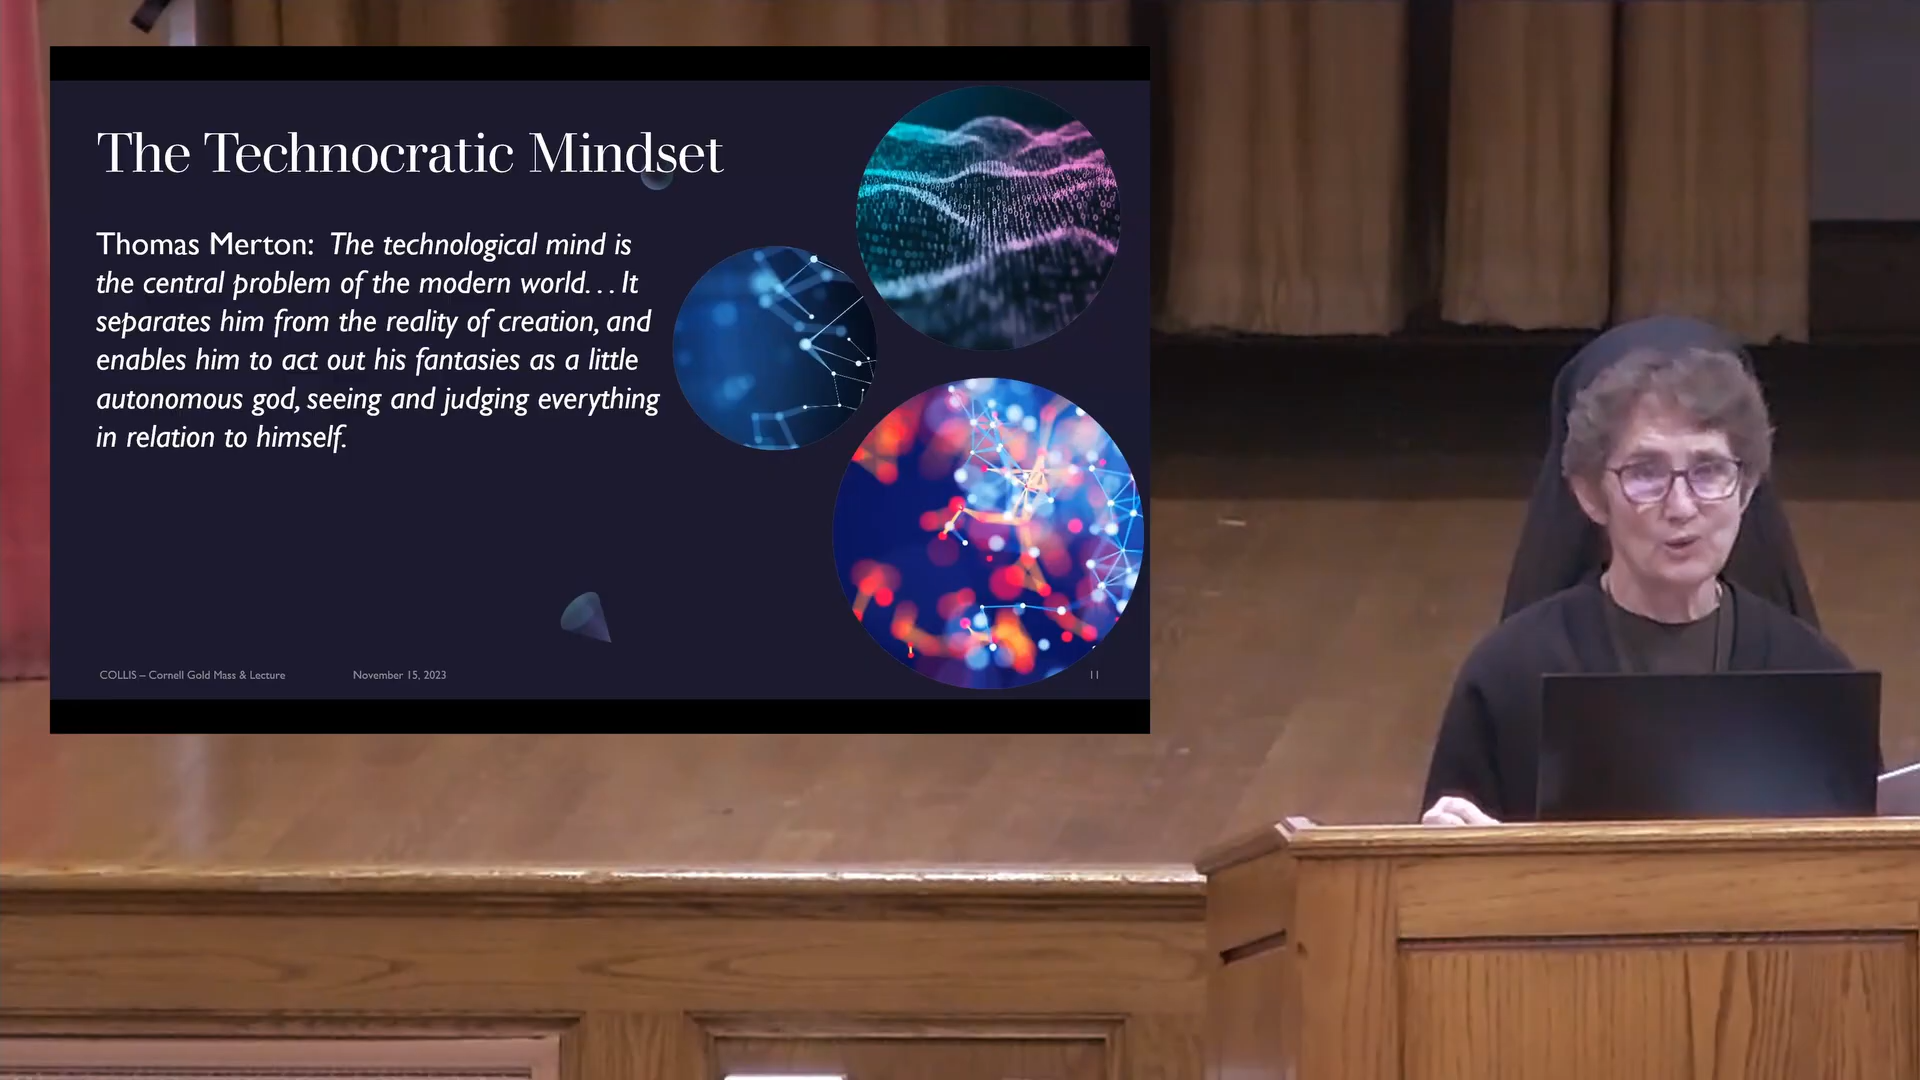 The Technocratic Mindset
Thomas Merton: The technological mind is
the central problem of the modern world. . . It
separates him from the reality of creation, and
enables him to act out his fantasies as a little
autonomous god, seeing and judging everything
in relation to himself.
COLLIS – Cornell Gold Mass & Lecture
November 15, 2023
11